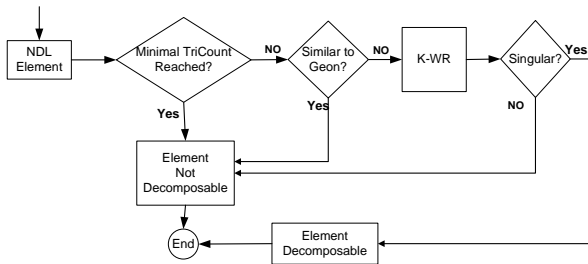 NDL
Element
Minimal TriCount
Reached?
NO
Similar to
Geon?
NO
K-WR
Singular?
Yes
Yes
Yes
NO
Element
Not
Decomposable
End
Element
Decomposable